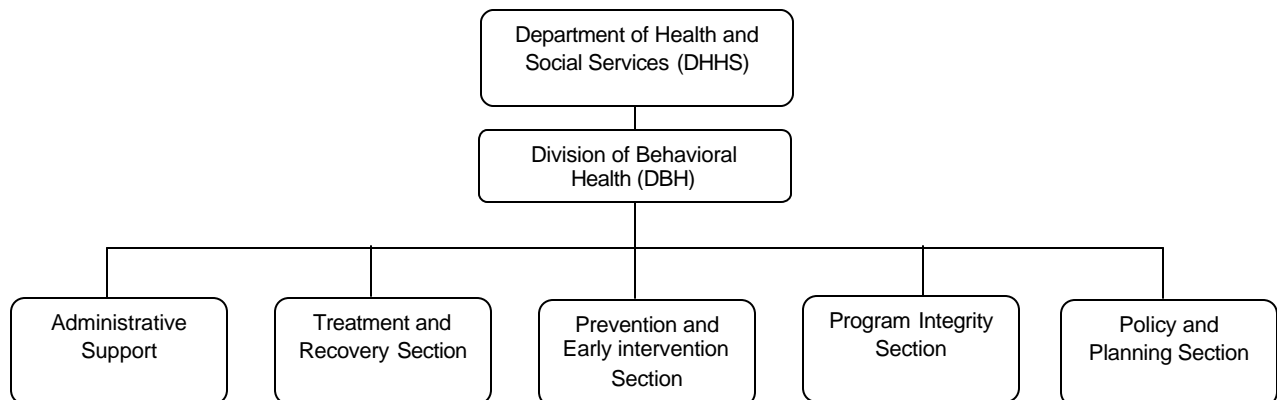 Department of Health and
Social Services (DHHS)
Division of Behavioral
Health (DBH)
Administrative
Support
Treatment and
Recovery Section
Prevention and
Early intervention
Section
Program Integrity
Section
Policy and
Planning Section